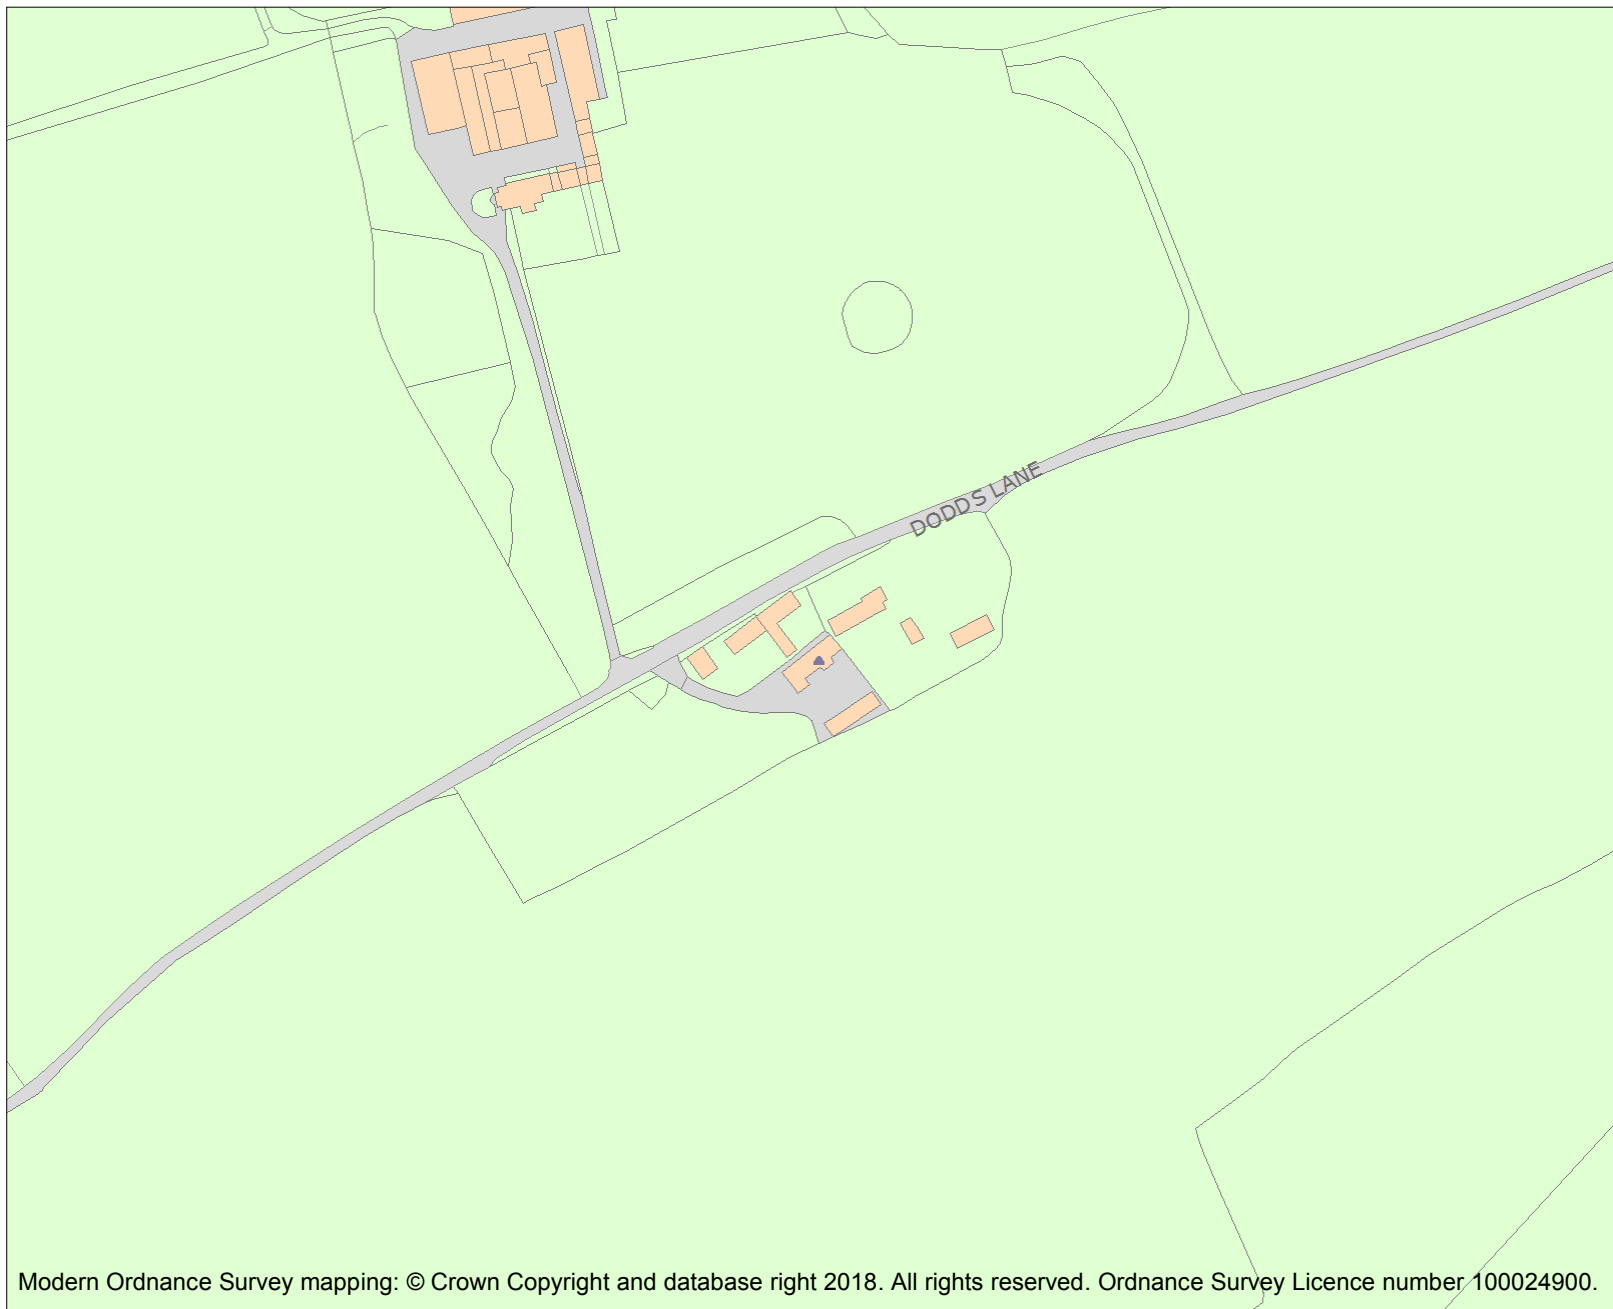 DODDS LANE
Modern Ordnance Survey mapping: © Crown Copyright and database right 2018. All rights reserved. Ordnance Survey Licence number 100024900.